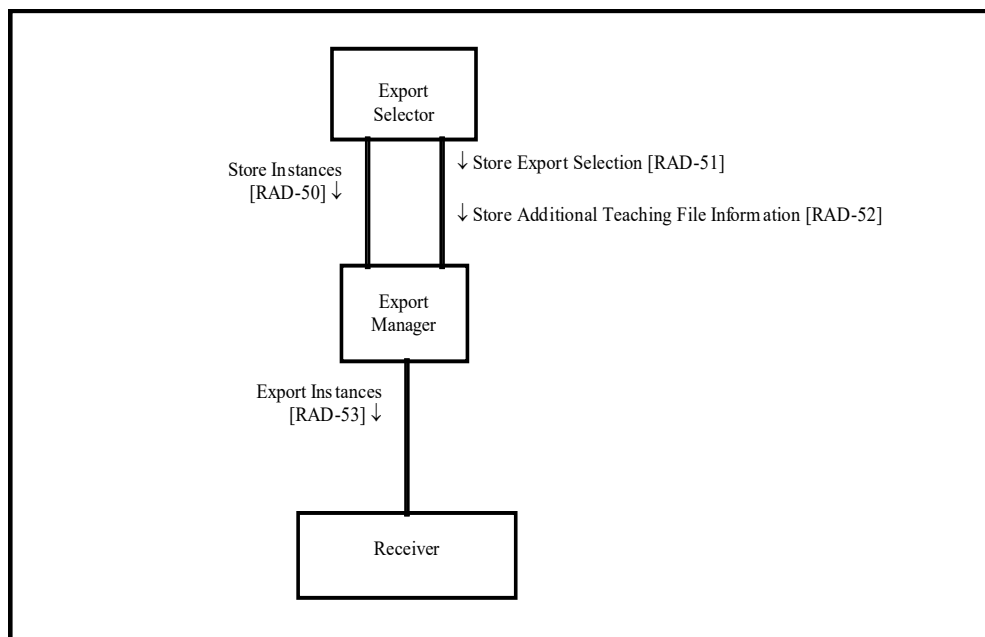 Export
Selector
Store Instances
[RAD-50] ↓
↓ Store Export Selection [RAD-51]
↓ Store Additional Teaching File Information [RAD-52]
Export
Manager
Export Instances
[RAD-53] ↓
Receiver